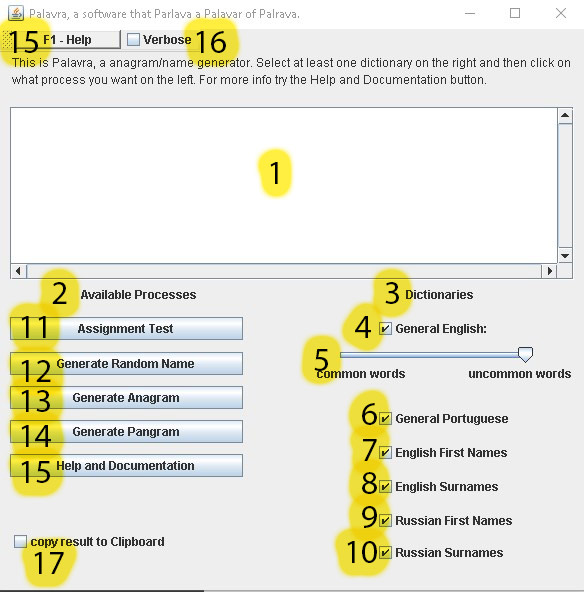 Palavra, a software that Parlava a Palavar of Palrava.
15 F1 - Help Verbose 16
This is Palavra, a anagram/name generator. Select at least one dictionary on the right and then click on
what process you want on the left. For more info try the Help and Documentation button.
1
2 Available Processes
3 Dictionaries
11 Assignment Test
4 General English:
12 Generate Random Name
5 common words uncommon words
13 Generate Anagram
6 General Portuguese
14 Generate Pangram
7 English First Names
15 Help and Documentation
8 English Surnames
9 Russian First Names
copy result to Clipboard
17
10 Russian Surnames